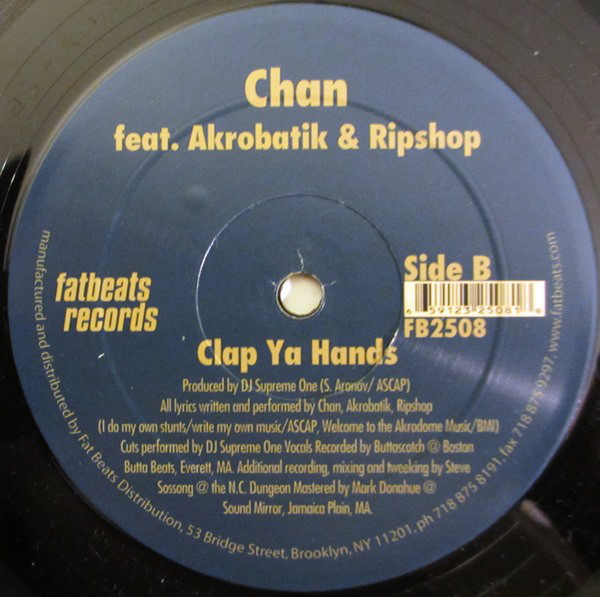 Chan
feat. Akrobatik & Ripshop
fatbeats
records
Side B
6 59123 25081 8
FB2508
Clap Ya Hands
Produced by DJ Supreme One (S. Aronov/ ASCAP)
All lyrics written and performed by Chan, Akrobatik, Ripshop
(I do my own stunts/write my own music/ASCAP, Welcome to the Akrodome Music/BMI)
Cuts performed by DJ Supreme One Vocals Recorded by Buttascotch @ Boston
Butta Beats, Everett, MA. Additional recording, mixing and tweeking by Steve
Sossong @ the N.C. Dungeon Mastered by Mark Donahue @
Sound Mirror, Jamaica Plain, MA.
manufactured and distributed by Fat Beats Distribution, 53 Bridge Street, Brooklyn, NY 11201. ph 718 875 8191 fax 718 875 9297. www.fatbeats.com